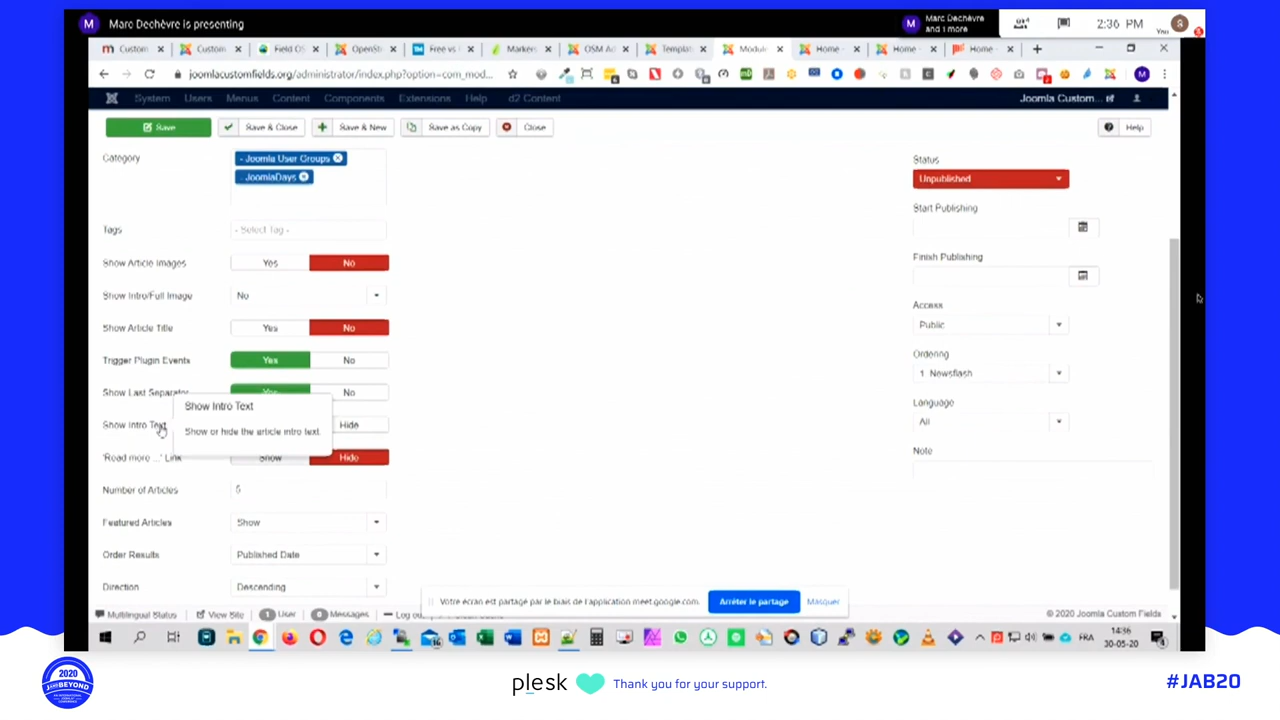 M Marc Dechêvre is presenting
M Marc Dechêvre and 1 more
2:36 PM
You
S
Custom
Custom
Field OS
OpenStr
Free vs
Markers
OSM Ad
Templat
Modul
Home -
Home -
Home -
joomlacustomfields.org/administrator/index.php?option=com_mod...
M
System Users Menus Content Components Extensions Help d2 Content
Joomla Custom...
Save
Save & Close
Save & New
Save as Copy
Close
Help
Category
- Joomla User Groups
- JoomlaDays
Tags
- Select Tag -
Show Article Images Yes No
Show Intro/Full Image No
Show Article Title Yes No
Trigger Plugin Events Yes No
Show Last Separator Yes No
Show Intro Text
Show or hide the article intro text.
Show Intro Text Hide
'Read more ...' Link Show Hide
Number of Articles 5
Featured Articles Show
Order Results Published Date
Direction Descending
Status
Unpublished
Start Publishing
Finish Publishing
Access
Public
Ordering
1 Newsflash
Language
All
Note
Votre écran est partagé par le biais de l'application meet.google.com.
Arrêter le partage
Masquer
Multilingual Status View Site 1 User 0 Messages Log out
© 2020 Joomla Custom Fields
FRA
14:36
30-05-20
2020
JANDBEYOND
plesk
Thank you for your support.
#JAB20